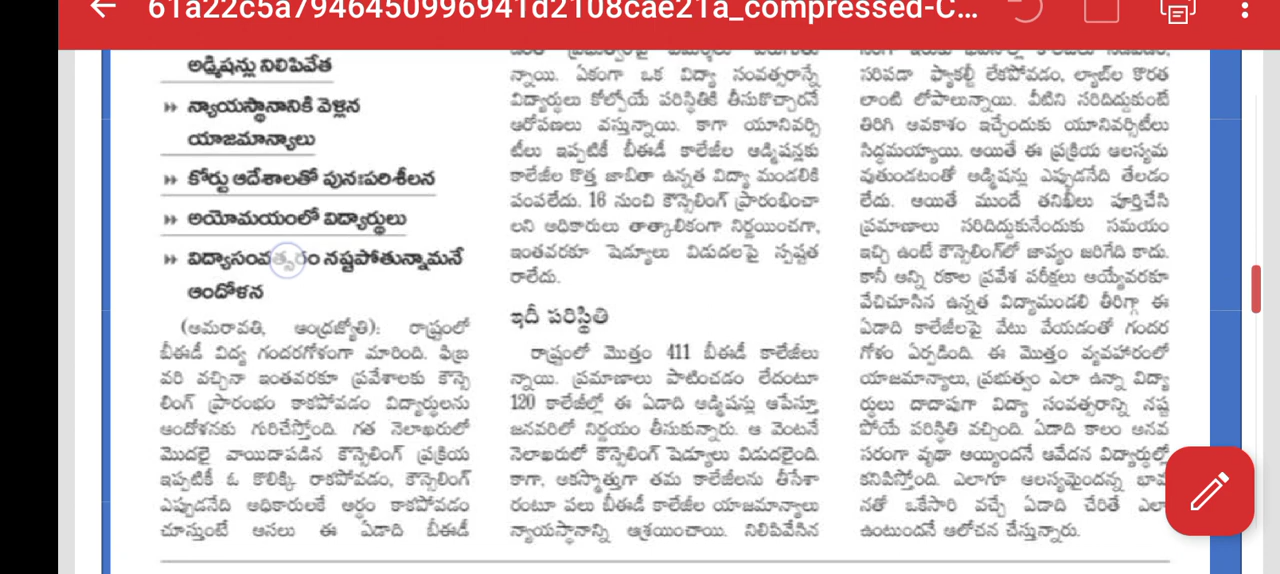 61a22c5a7946450996941d2108cae21a_compressed-C...
అడ్మిషన్లు నిలిపివేత
» న్యాయస్థానానికి వెళ్లిన
యాజమాన్యాలు
» కోర్టు ఆదేశాలతో పునఃపరిశీలన
» అయోమయంలో విద్యార్థులు
» విద్యాసంవత్సరం నష్టపోతున్నామనే
ఆందోళన
(అమరావతి, ఆంధ్రజ్యోతి): రాష్ట్రంలో
బీఈడీ విద్య గందరగోళంగా మారింది. ఫిబ్ర
వరి వచ్చినా ఇంతవరకూ ప్రవేశాలకు కౌన్సె
లింగ్ ప్రారంభం కాకపోవడం విద్యార్థులను
ఆందోళనకు గురిచేస్తోంది. గత నెలాఖరులో
మొదలై వాయిదాపడిన కౌన్సెలింగ్ ప్రక్రియ
ఇప్పటికీ ఓ కొలిక్కి రాకపోవడం, కౌన్సెలింగ్
ఎప్పుడనేది అధికారులకే అర్థం కాకపోవడం
చూస్తుంటే అసలు ఈ ఏడాది బీఈడీ
న్నాయి. ఏకంగా ఒక విద్యా సంవత్సరాన్నే
విద్యార్థులు కోల్పోయే పరిస్థితికి తీసుకొచ్చారనే
ఆరోపణలు వస్తున్నాయి. కాగా యూనివర్సి
టీలు ఇప్పటికీ బీఈడీ కాలేజీల అడ్మిషన్లకు
కాలేజీల కొత్త జాబితా ఉన్నత విద్యా మండలికి
పంపలేదు. 16 నుంచి కౌన్సెలింగ్ ప్రారంభించా
లని అధికారులు తాత్కాలికంగా నిర్ణయించగా,
ఇంతవరకూ షెడ్యూలు విడుదలపై స్పష్టత
రాలేదు.
ఇదీ పరిస్థితి
రాష్ట్రంలో మొత్తం 411 బీఈడీ కాలేజీలు
న్నాయి. ప్రమాణాలు పాటించడం లేదంటూ
120 కాలేజీల్లో ఈ ఏడాది అడ్మిషన్లు ఆపేస్తూ
జనవరిలో నిర్ణయం తీసుకున్నారు. ఆ వెంటనే
నెలాఖరులో కౌన్సెలింగ్ షెడ్యూలు విడుదలైంది.
కాగా, అకస్మాత్తుగా తమ కాలేజీలను తీసేశా
రంటూ పలు బీఈడీ కాలేజీల యాజమాన్యాలు
న్యాయస్థానాన్ని ఆశ్రయించాయి. నిలిపివేసిన
సరిపడా ఫ్యాకల్టీ లేకపోవడం, ల్యాబ్‌ల కొరత
లాంటి లోపాలున్నాయి. వీటిని సరిదిద్దుకుంటే
తిరిగి అవకాశం ఇచ్చేందుకు యూనివర్సిటీలు
సిద్ధమయ్యాయి. అయితే ఈ ప్రక్రియ ఆలస్యమ
వుతుండటంతో అడ్మిషన్లు ఎప్పుడనేది తేలడం
లేదు. అయితే ముందే తనిఖీలు పూర్తిచేసి
ప్రమాణాలు సరిదిద్దుకునేందుకు సమయం
ఇచ్చి ఉంటే కౌన్సెలింగ్‌లో జాప్యం జరిగేది కాదు.
కానీ అన్ని రకాల ప్రవేశ పరీక్షలు అయ్యేవరకూ
వేచిచూసిన ఉన్నత విద్యామండలి తీరిగ్గా ఈ
ఏడాది కాలేజీలపై వేటు వేయడంతో గందర
గోళం ఏర్పడింది. ఈ మొత్తం వ్యవహారంలో
యాజమాన్యాలు, ప్రభుత్వం ఎలా ఉన్నా విద్యా
ర్థులు దాదాపుగా విద్యా సంవత్సరాన్ని నష్ట
పోయే పరిస్థితి వచ్చింది. ఏడాది కాలం అనవ
సరంగా వృథా అయ్యిందనే ఆవేదన విద్యార్థుల్లో
కనిపిస్తోంది. ఎలాగూ ఆలస్యమైందన్న భావ
నతో ఒకేసారి వచ్చే ఏడాది చేరితే ఎలా
ఉంటుందనే ఆలోచన చేస్తున్నారు.